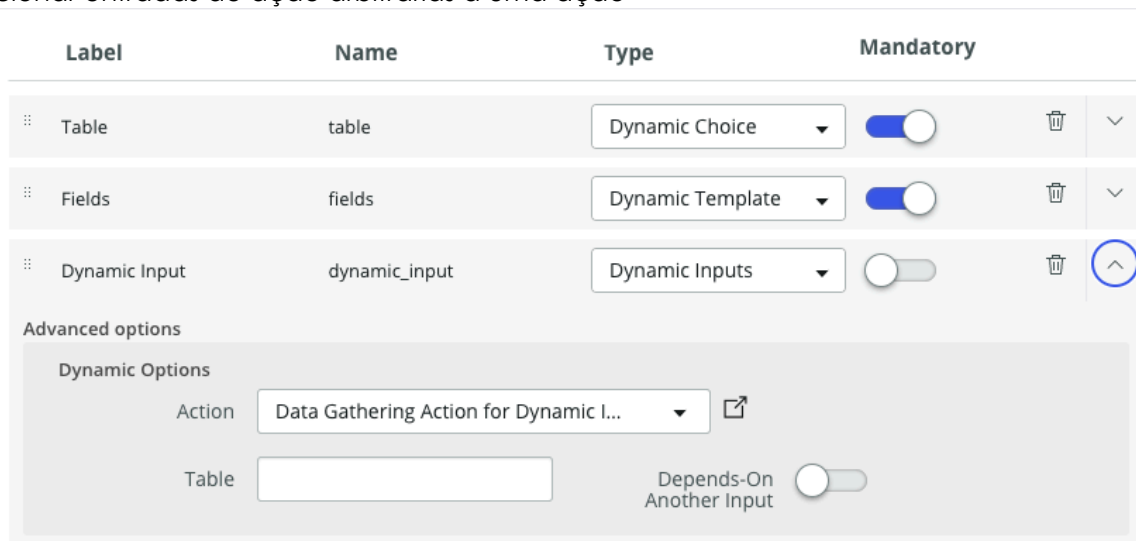 Label Name Type Mandatory
Table table Dynamic Choice
Fields fields Dynamic Template
Dynamic Input dynamic_input Dynamic Inputs
Advanced options
Dynamic Options
Action Data Gathering Action for Dynamic I...
Table Depends-On
Another Input